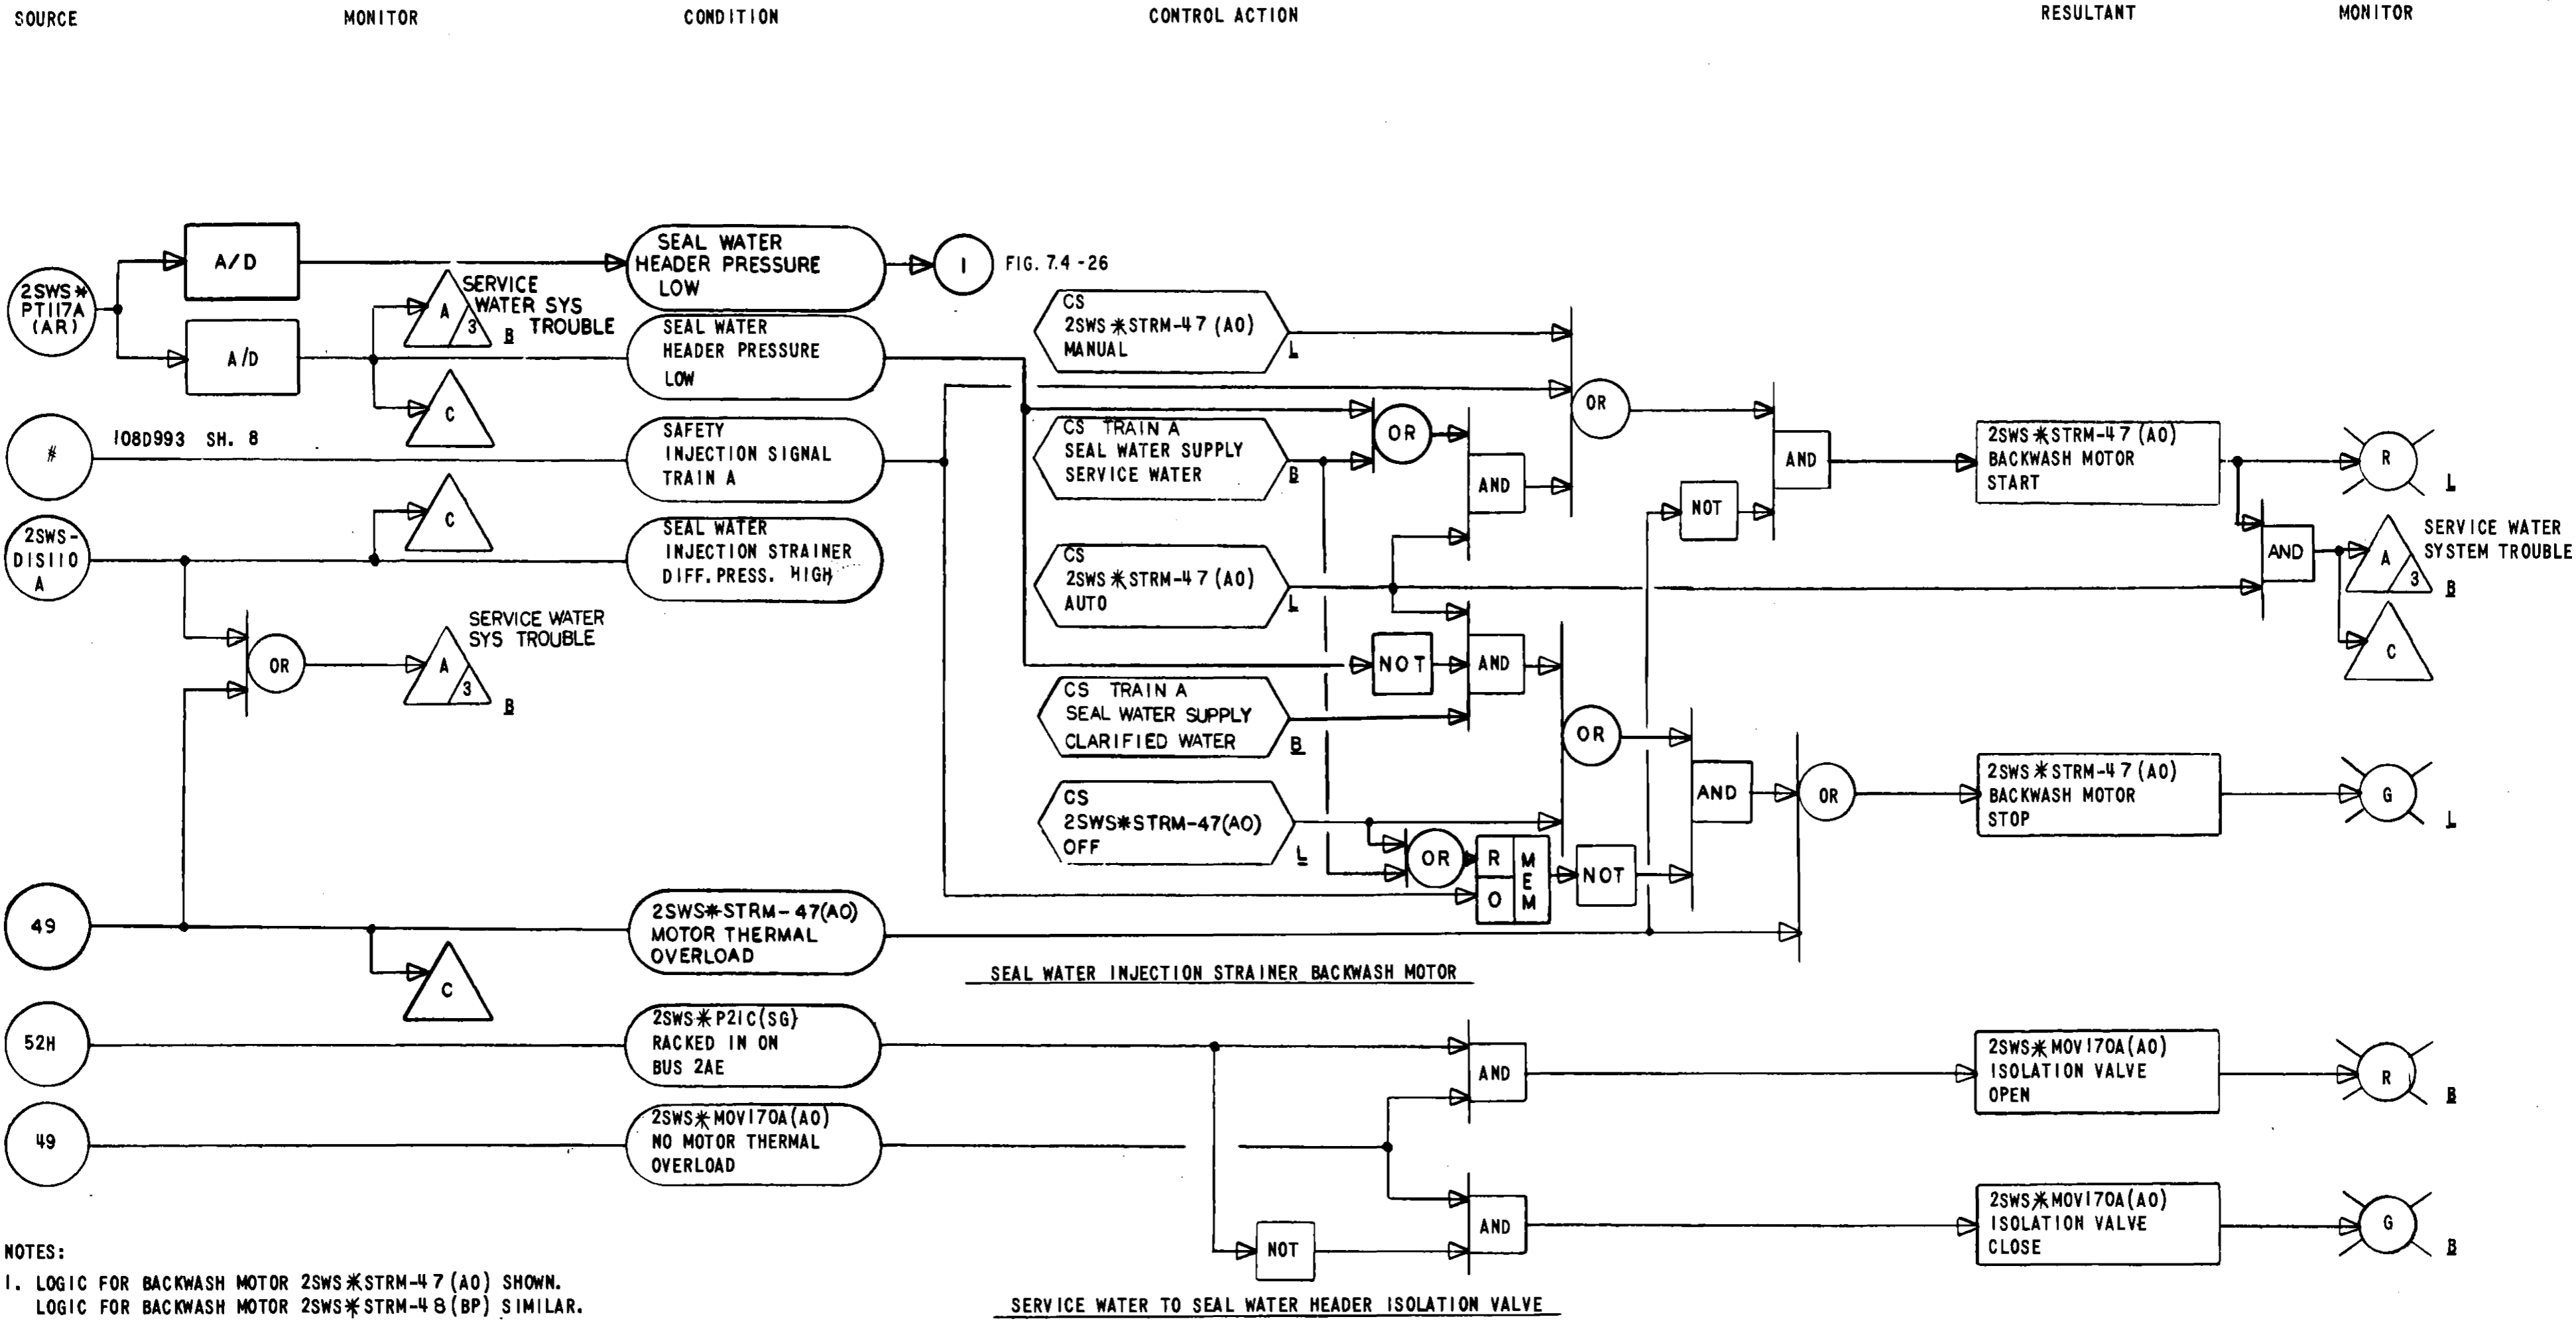 SOURCE MONITOR CONDITION CONTROL ACTION RESULTANT MONITOR
2SWS*
PT117A
(AR)
A/D
A/D
A
3
B
SERVICE
WATER SYS
TROUBLE
C
SEAL WATER
HEADER PRESSURE
LOW
1
FIG. 7.4-26
SEAL WATER
HEADER PRESSURE
LOW
#
108D993 SH. 8
SAFETY
INJECTION SIGNAL
TRAIN A
2SWS-
DIS110
A
C
SEAL WATER
INJECTION STRAINER
DIFF. PRESS. HIGH
OR
A
3
B
SERVICE WATER
SYS TROUBLE
49
C
2SWS*STRM-47(AO)
MOTOR THERMAL
OVERLOAD
CS
2SWS*STRM-47(AO)
MANUAL
L
CS TRAIN A
SEAL WATER SUPPLY
SERVICE WATER
B
CS
2SWS*STRM-47(AO)
AUTO
L
CS TRAIN A
SEAL WATER SUPPLY
CLARIFIED WATER
B
CS
2SWS*STRM-47(AO)
OFF
L
OR
AND
OR
NOT
AND
NOT
AND
OR
OR
R
O
MEM
NOT
AND
OR
2SWS*STRM-47(AO)
BACKWASH MOTOR
START
R
L
AND
A
3
B
SERVICE WATER
SYSTEM TROUBLE
C
2SWS*STRM-47(AO)
BACKWASH MOTOR
STOP
G
L
SEAL WATER INJECTION STRAINER BACKWASH MOTOR
52H
2SWS*P21C(SG)
RACKED IN ON
BUS 2AE
AND
2SWS*MOV170A(AO)
ISOLATION VALVE
OPEN
R
B
49
2SWS*MOV170A(AO)
NO MOTOR THERMAL
OVERLOAD
NOT
AND
2SWS*MOV170A(AO)
ISOLATION VALVE
CLOSE
G
B
SERVICE WATER TO SEAL WATER HEADER ISOLATION VALVE
NOTES:
1. LOGIC FOR BACKWASH MOTOR 2SWS*STRM-47(AO) SHOWN.
LOGIC FOR BACKWASH MOTOR 2SWS*STRM-48(BP) SIMILAR.